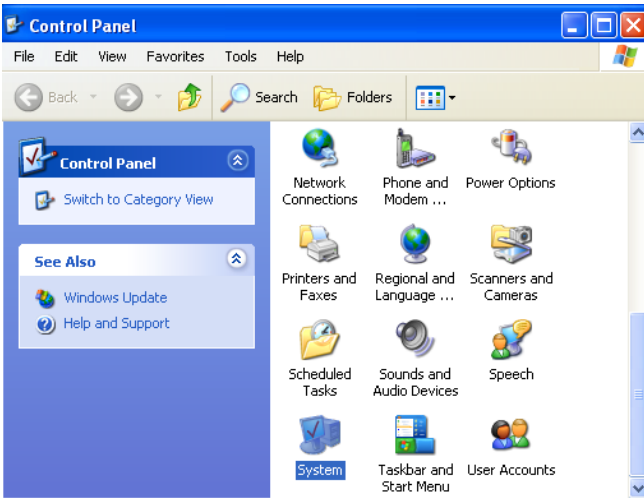 Control Panel
File Edit View Favorites Tools Help
Back Search Folders
Control Panel
Switch to Category View
See Also
Windows Update
Help and Support
Network
Connections
Phone and
Modem ...
Power Options
Printers and
Faxes
Regional and
Language ...
Scanners and
Cameras
Scheduled
Tasks
Sounds and
Audio Devices
Speech
System
Taskbar and
Start Menu
User Accounts